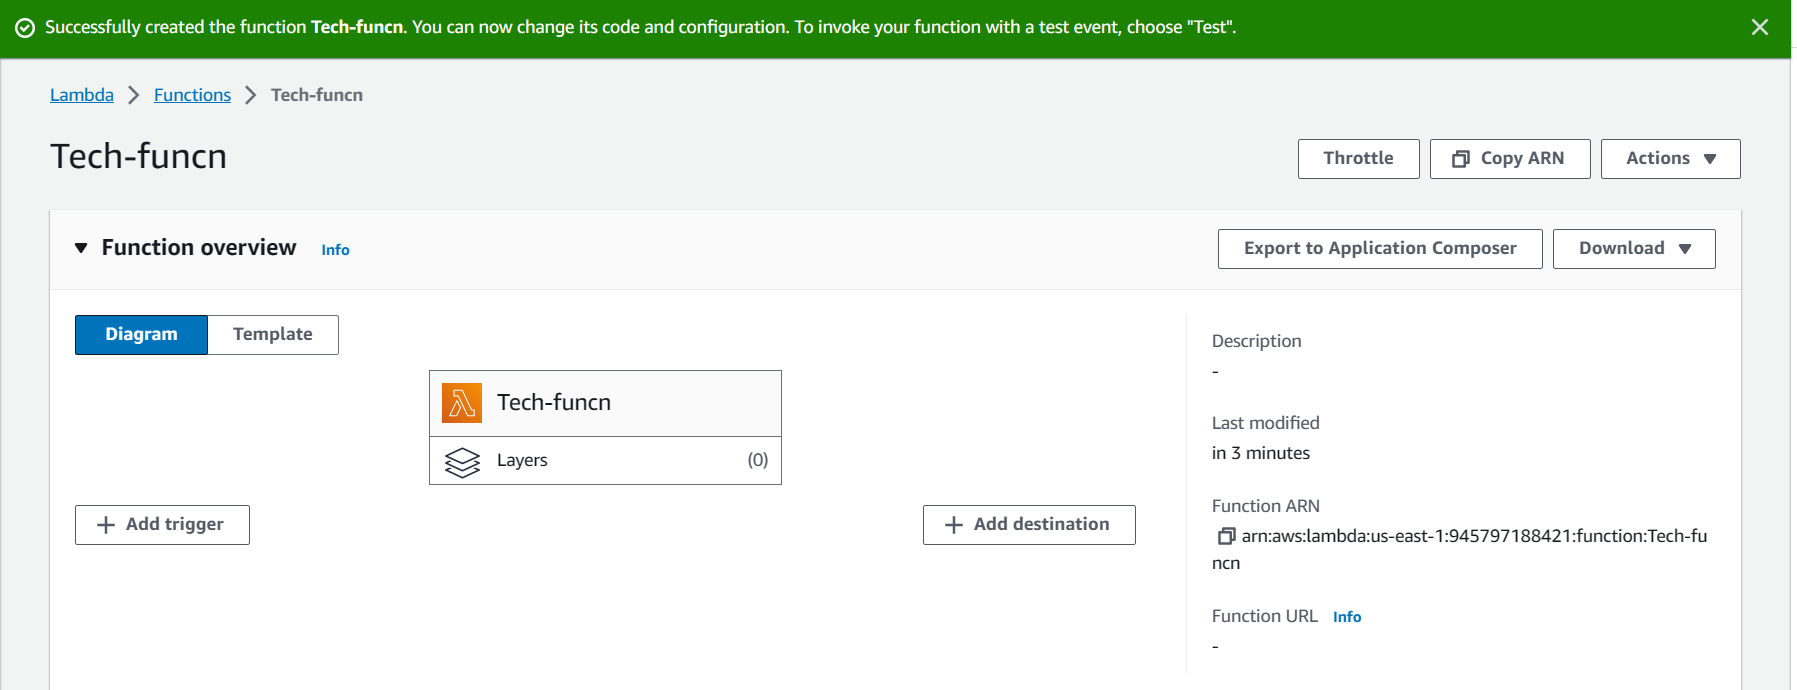 Successfully created the function Tech-funcn. You can now change its code and configuration. To invoke your function with a test event, choose "Test".
Lambda Functions Tech-funcn
Tech-funcn
Throttle Copy ARN Actions
Function overview Info
Export to Application Composer Download
Diagram Template
Tech-funcn
Layers (0)
+ Add trigger
+ Add destination
Description
-
Last modified
in 3 minutes
Function ARN
arn:aws:lambda:us-east-1:945797188421:function:Tech-fu
ncn
Function URL Info
-